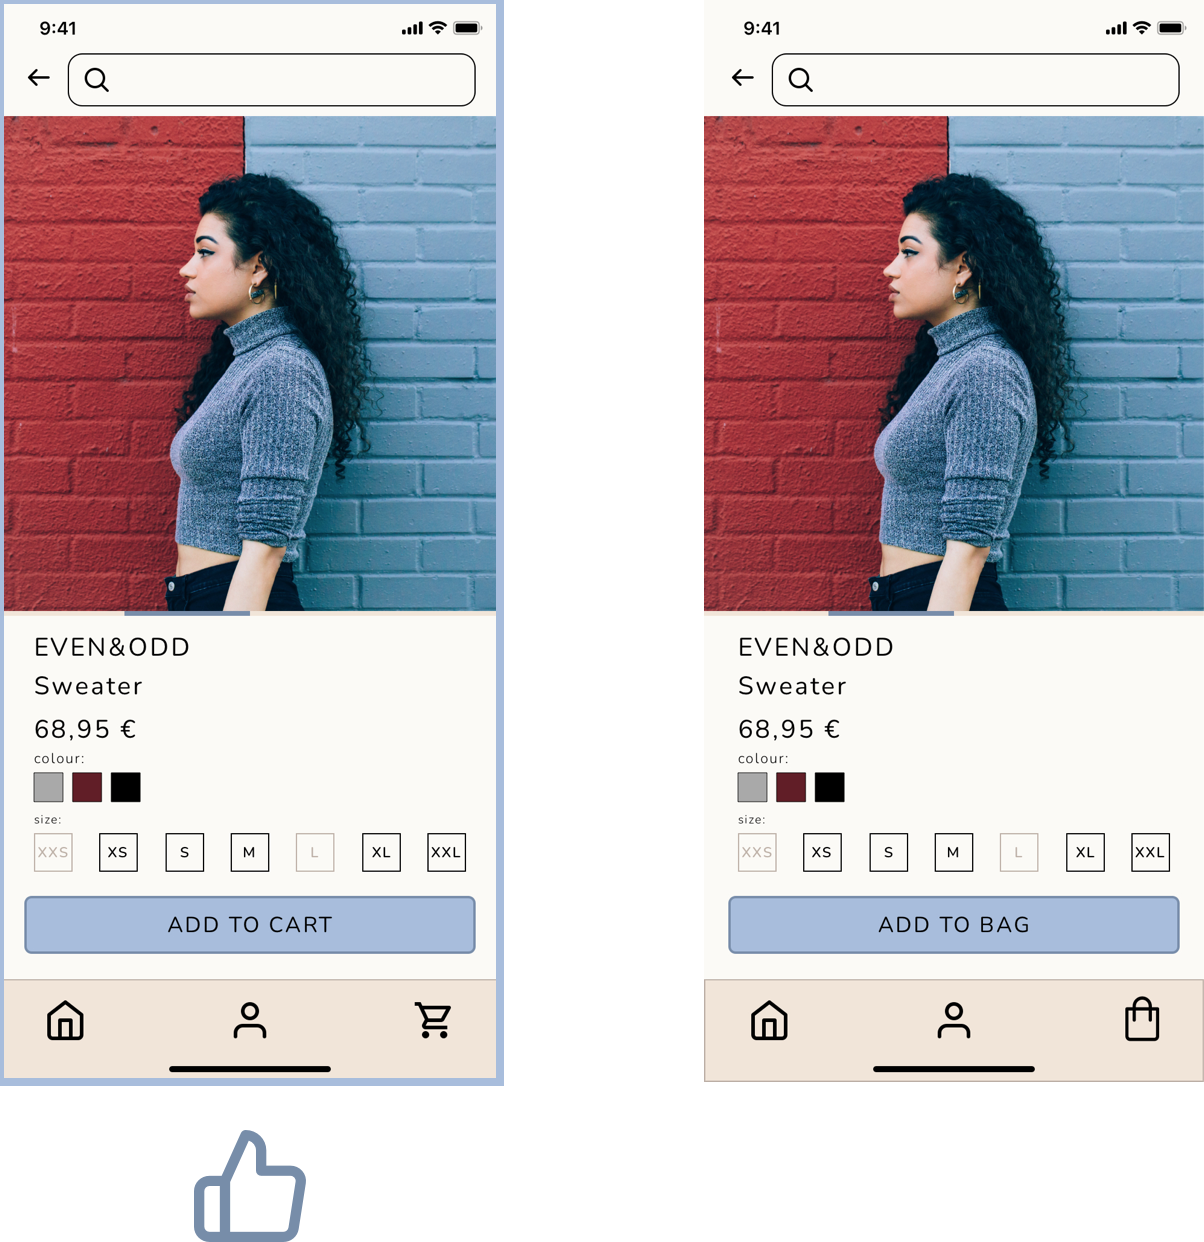 9:41
EVEN&ODD
Sweater
68,95 €
colour:
size:
XXS XS S M L XL XXL
ADD TO CART
9:41
EVEN&ODD
Sweater
68,95 €
colour:
size:
XXS XS S M L XL XXL
ADD TO BAG